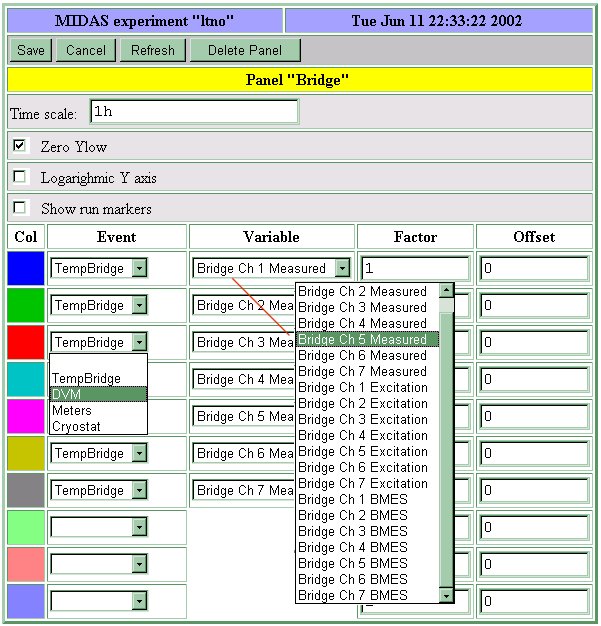 MIDAS experiment "ltno" Tue Jun 11 22:33:22 2002
Save Cancel Refresh Delete Panel
Panel "Bridge"
Time scale: 1h
Zero Ylow
Logarighmic Y axis
Show run markers
Col Event Variable Factor Offset
TempBridge Bridge Ch 1 Measured 1 0
TempBridge Bridge Ch 2 Mea 0
TempBridge Bridge Ch 3 Mea 0
Bridge Ch 4 Mea 0
Bridge Ch 5 Mea 0
TempBridge Bridge Ch 6 Mea 0
TempBridge Bridge Ch 7 Mea 0
0
0
0
TempBridge
DVM
Meters
Cryostat
Bridge Ch 2 Measured
Bridge Ch 3 Measured
Bridge Ch 4 Measured
Bridge Ch 5 Measured
Bridge Ch 6 Measured
Bridge Ch 7 Measured
Bridge Ch 1 Excitation
Bridge Ch 2 Excitation
Bridge Ch 3 Excitation
Bridge Ch 4 Excitation
Bridge Ch 5 Excitation
Bridge Ch 6 Excitation
Bridge Ch 7 Excitation
Bridge Ch 1 BMES
Bridge Ch 2 BMES
Bridge Ch 3 BMES
Bridge Ch 4 BMES
Bridge Ch 5 BMES
Bridge Ch 6 BMES
Bridge Ch 7 BMES